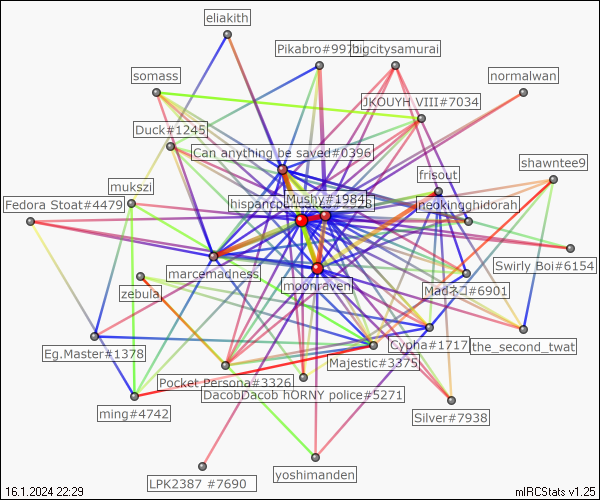 eliakith
Pikabro#9971
bigcitysamurai
somass
normalwan
JKOUYH VIII#7034
Duck#1245
Can anything be saved#0396
shawntee9
frisout
mukszi
Mushy#1984
Fedora Stoat#4479
neokingghidorah
marcemadness
Swirly Boi#6154
zebula
moonraven
Madネコ#6901
Cypha#1717
the_second_twat
Eg.Master#1378
Majestic#3375
Pocket Persona#3326
DacobDacob hORNY police#5271
ming#4742
Silver#7938
yoshimanden
LPK2387 #7690
16.1.2024 22:29
mIRCStats v1.25